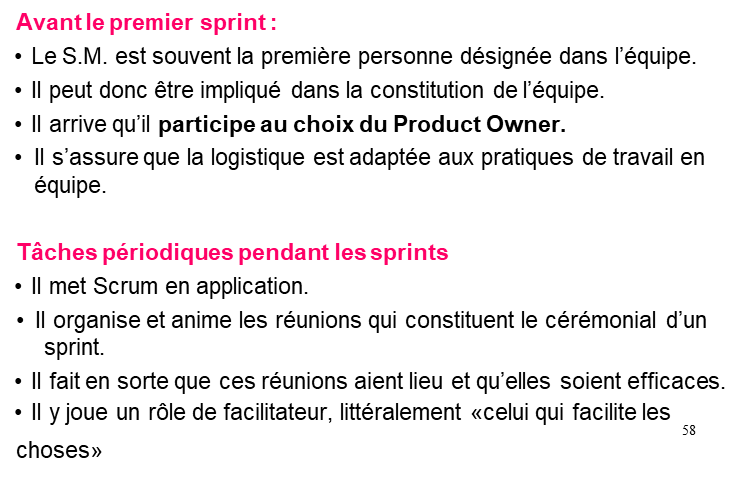 Avant le premier sprint :
• Le S.M. est souvent la première personne désignée dans l’équipe.
• Il peut donc être impliqué dans la constitution de l’équipe.
• Il arrive qu’il participe au choix du Product Owner.
• Il s’assure que la logistique est adaptée aux pratiques de travail en
équipe.
Tâches périodiques pendant les sprints
• Il met Scrum en application.
• Il organise et anime les réunions qui constituent le cérémonial d’un
sprint.
• Il fait en sorte que ces réunions aient lieu et qu’elles soient efficaces.
• Il y joue un rôle de facilitateur, littéralement «celui qui facilite les
choses»
58